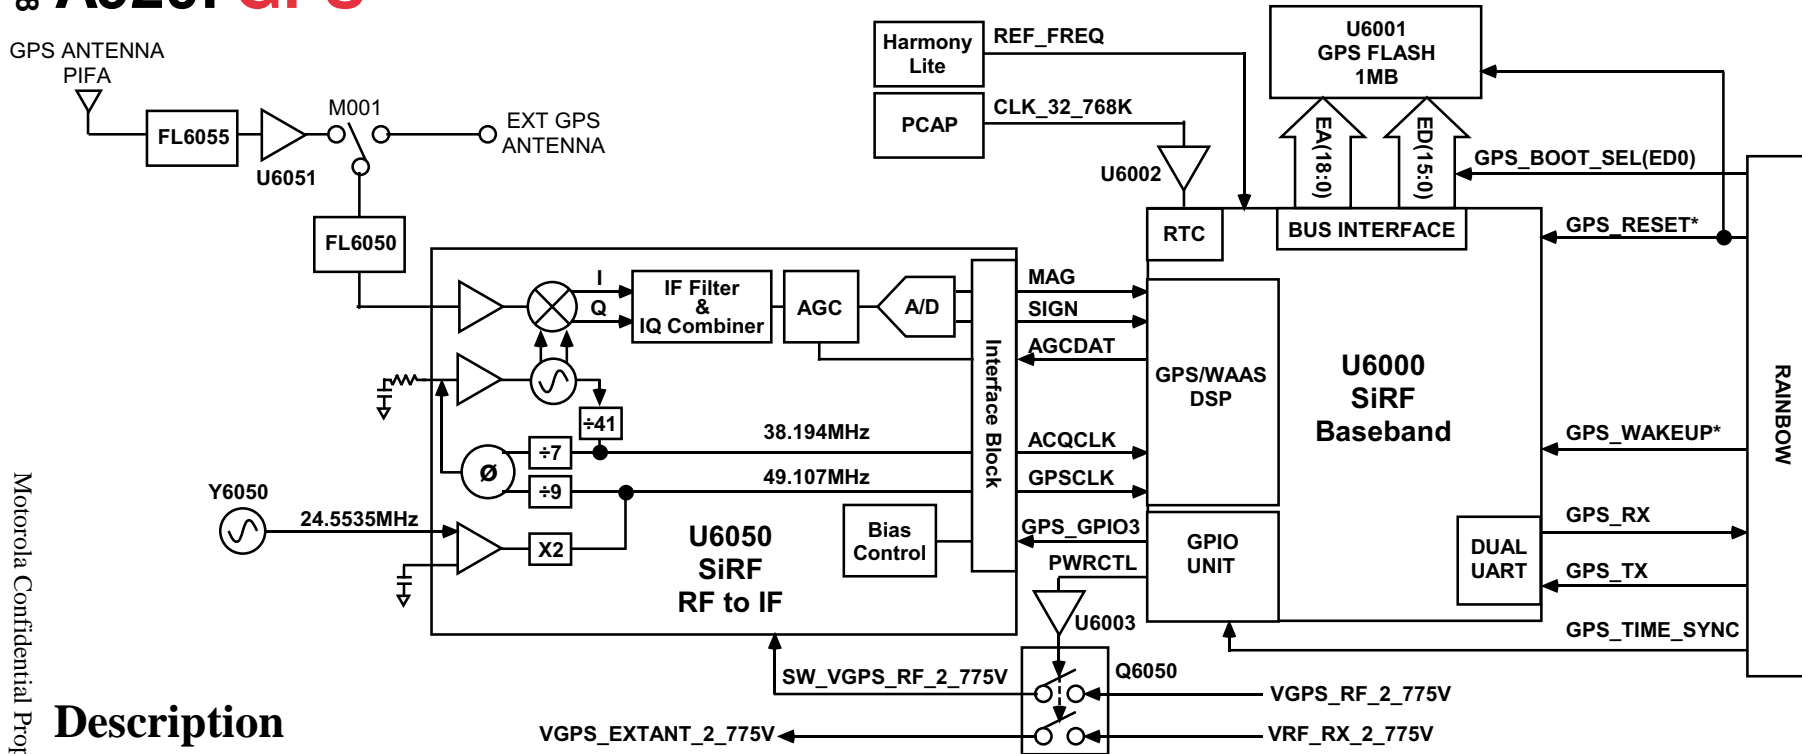 GPS
GPS ANTENNA
PIFA
FL6055
U6051
M001
EXT GPS
ANTENNA
FL6050
Harmony
Lite
REF_FREQ
PCAP
CLK_32_768K
U6002
U6001
GPS FLASH
1MB
EA(18:0)
ED(15:0)
GPS_BOOT_SEL(ED0)
RTC
BUS INTERFACE
GPS_RESET*
I
Q
IF Filter
&
IQ Combiner
AGC
A/D
Interface Block
MAG
SIGN
AGCDAT
GPS/WAAS
DSP
U6000
SiRF
Baseband
RAINBOW
÷41
÷7
38.194MHz
ACQCLK
GPS_WAKEUP*
ø
÷9
49.107MHz
GPSCLK
Y6050
24.5535MHz
X2
U6050
SiRF
RF to IF
Bias
Control
GPS_GPIO3
PWRCTL
GPIO
UNIT
DUAL
UART
GPS_RX
GPS_TX
U6003
GPS_TIME_SYNC
Q6050
SW_VGPS_RF_2_775V
VGPS_RF_2_775V
VGPS_EXTANT_2_775V
VRF_RX_2_775V
Motorola Confidential Prop
Description